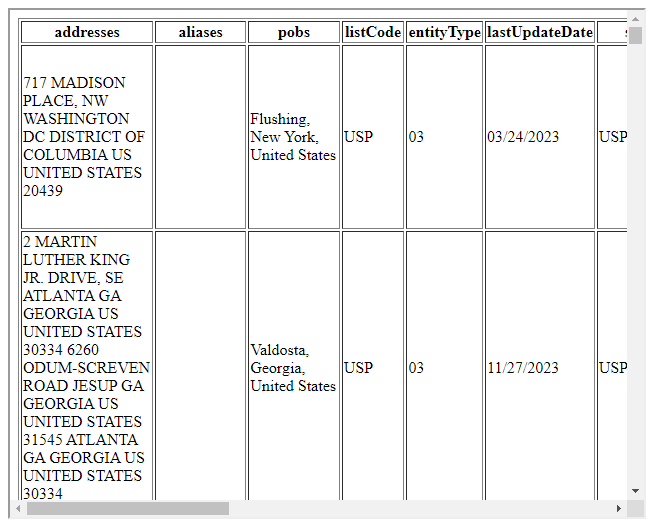 addresses aliases pobs listCode entityType lastUpdateDate s
717 MADISON
PLACE, NW
WASHINGTON
DC DISTRICT OF
COLUMBIA US
UNITED STATES
20439
Flushing,
New York,
United States
USP
03
03/24/2023
USP
2 MARTIN
LUTHER KING
JR. DRIVE, SE
ATLANTA GA
GEORGIA US
UNITED STATES
30334 6260
ODUM-SCREVEN
ROAD JESUP GA
GEORGIA US
UNITED STATES
31545 ATLANTA
GA GEORGIA US
UNITED STATES
30334
Valdosta,
Georgia,
United States
USP
03
11/27/2023
USP